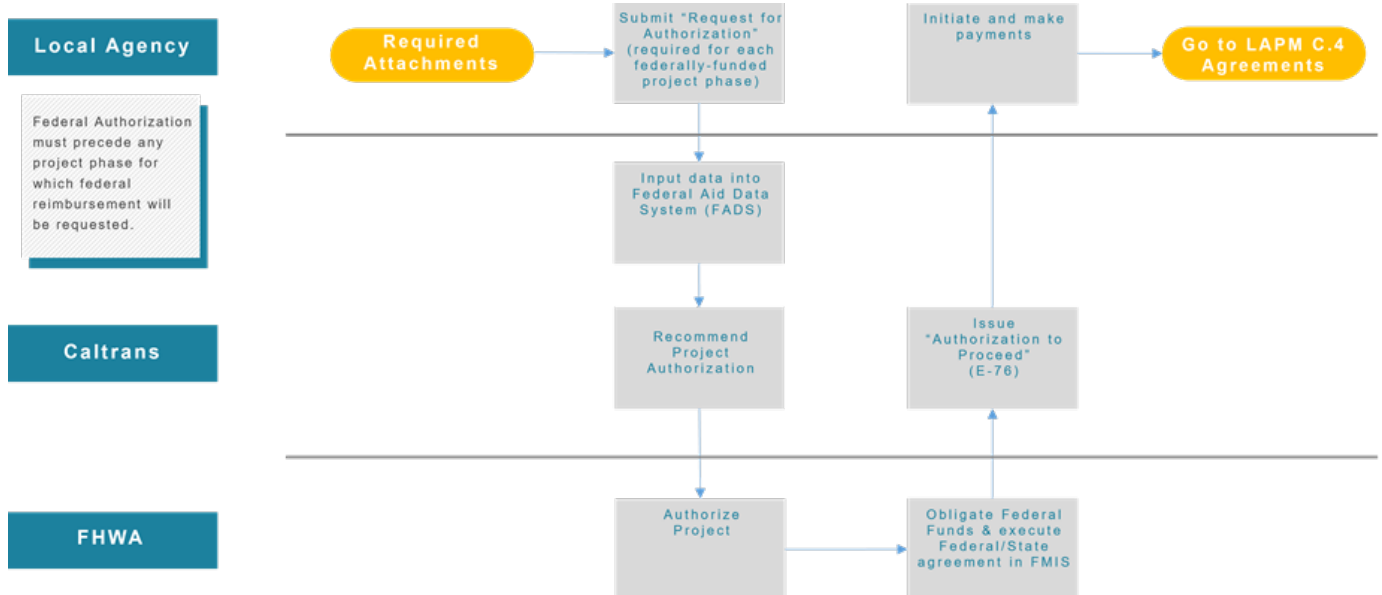 Local Agency
Required
Attachments
Submit “Request for
Authorization”
(required for each
federally-funded
project phase)
Initiate and make
payments
Go to LAPM C.4
Agreements
Federal Authorization
must precede any
project phase for
which federal
reimbursement will
be requested.
Input data into
Federal Aid Data
System (FADS)
Caltrans
Recommend
Project
Authorization
Issue
“Authorization to
Proceed”
(E-76)
FHWA
Authorize
Project
Obligate Federal
Funds & execute
Federal/State
agreement in FMIS